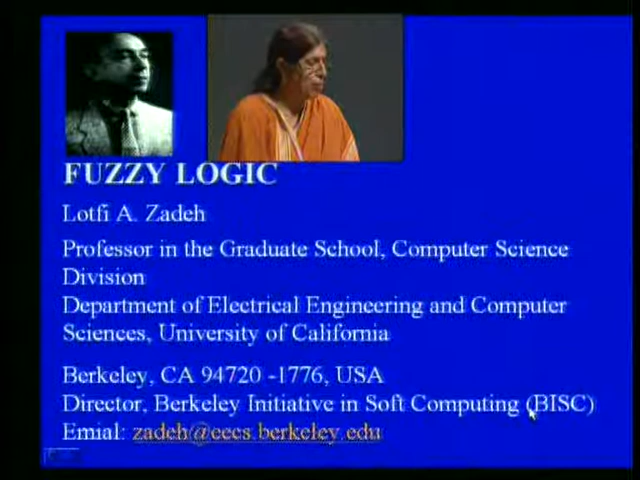 FUZZY LOGIC
Lotfi A. Zadeh
Professor in the Graduate School, Computer Science
Division
Department of Electrical Engineering and Computer
Sciences, University of California
Berkeley, CA 94720 -1776, USA
Director, Berkeley Initiative in Soft Computing (BISC)
Emial: zadeh@eecs.berkeley.edu